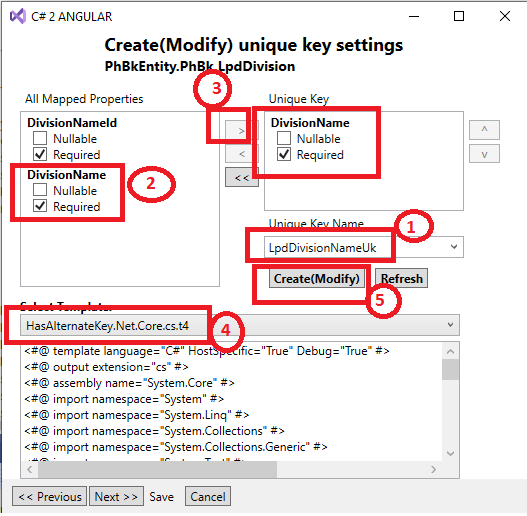 C# 2 ANGULAR
Create(Modify) unique key settings
PhBkEntity.PhBk.LpdDivision
3
All Mapped Properties
Unique Key
DivisionNameId
Nullable
Required
DivisionName
Nullable
Required
2
>
<
<<
DivisionName
Nullable
Required
^
v
Unique Key Name
1
LpdDivisionNameUk
Create(Modify)
Refresh
5
Select Template:
HasAlternateKey.Net.Core.cs.t4
4
<#@ template language="C#" HostSpecific="True" Debug="True" #>
<#@ output extension="cs" #>
<#@ assembly name="System.Core" #>
<#@ import namespace="System" #>
<#@ import namespace="System.Linq" #>
<#@ import namespace="System.Collections" #>
<#@ import namespace="System.Collections.Generic" #>
<#@ import namespace="System.Text" #>
<< Previous
Next >>
Save
Cancel